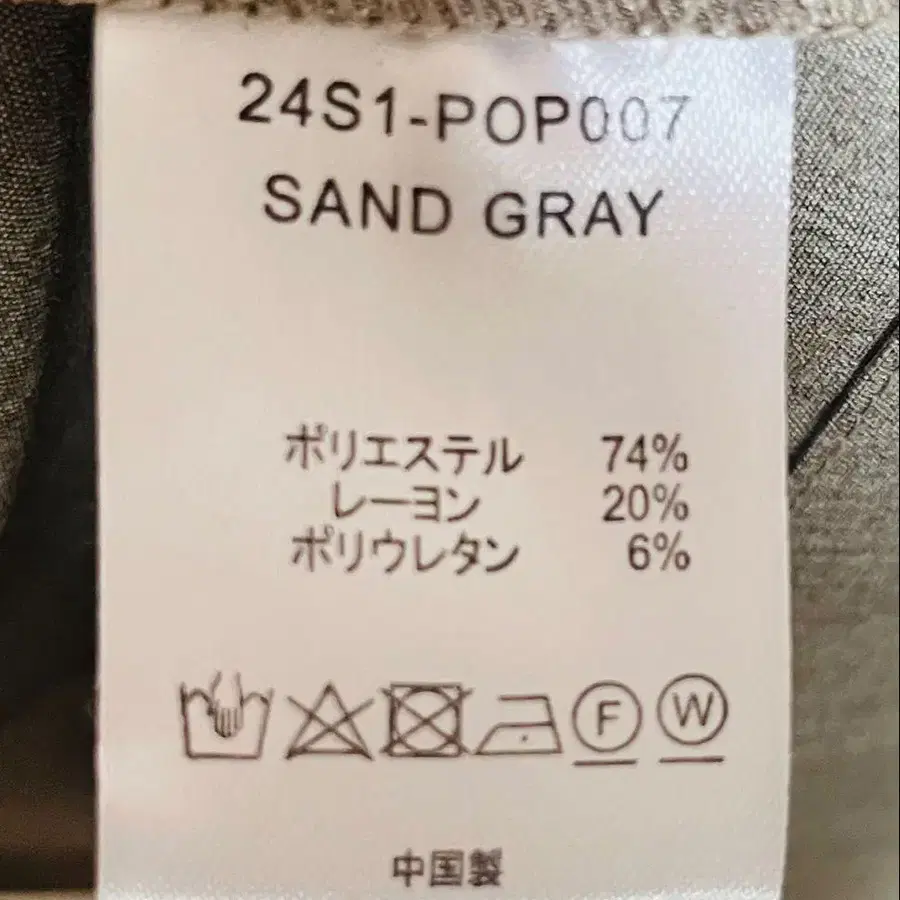 24S1-POP007
SAND GRAY
ポリエステル 74%
レーヨン 20%
ポリウレタン 6%
F W
中国製